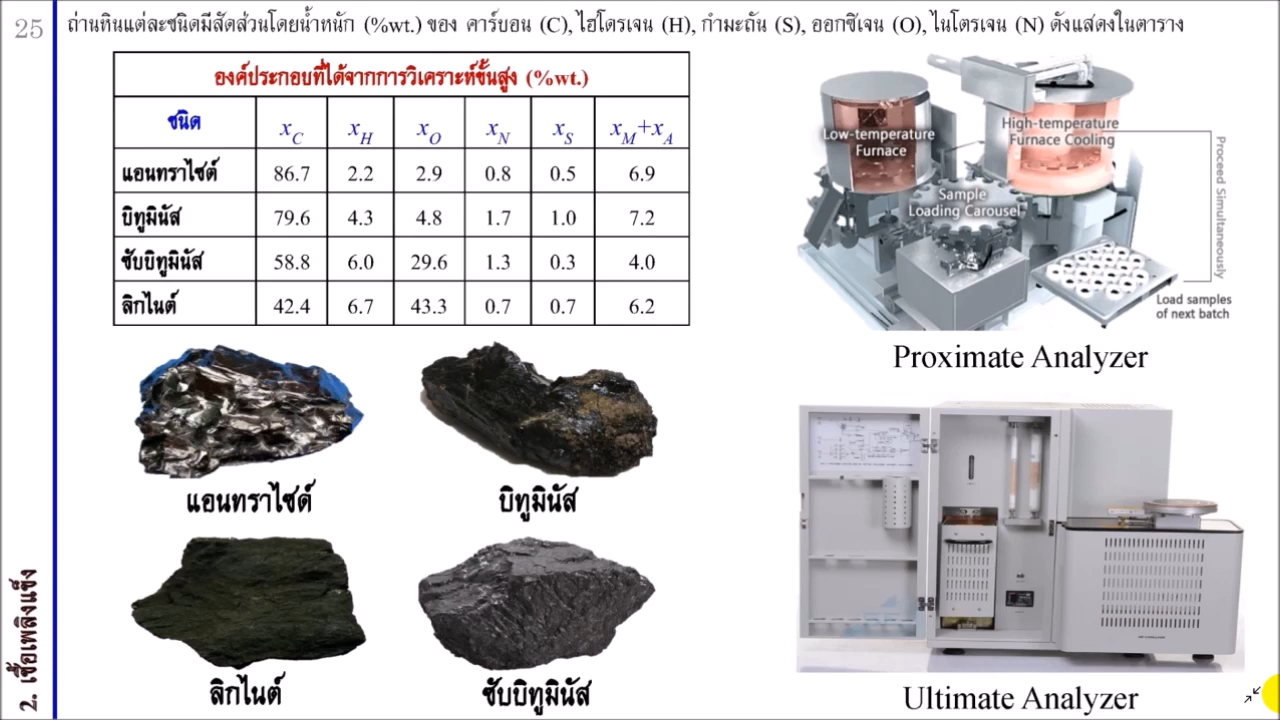 25
ถ่านหินแต่ละชนิดมีสัดส่วนโดยน้ำหนัก (%wt.) ของ คาร์บอน (C), ไฮโดรเจน (H), กำมะถัน (S), ออกซิเจน (O), ไนโตรเจน (N) ดังแสดงในตาราง
องค์ประกอบที่ได้จากการวิเคราะห์ขั้นสูง (%wt.)
ชนิด x_C x_H x_O x_N x_S x_M+x_A
แอนทราไซต์ 86.7 2.2 2.9 0.8 0.5 6.9
บิทูมินัส 79.6 4.3 4.8 1.7 1.0 7.2
ซับบิทูมินัส 58.8 6.0 29.6 1.3 0.3 4.0
ลิกไนต์ 42.4 6.7 43.3 0.7 0.7 6.2
แอนทราไซต์
บิทูมินัส
ลิกไนต์
ซับบิทูมินัส
Low-temperature
Furnace
High-temperature
Furnace Cooling
Sample
Loading Carousel
Proceed Simultaneously
Load samples
of next batch
Proximate Analyzer
Ultimate Analyzer
2. เชื้อเพลิงแข็ง